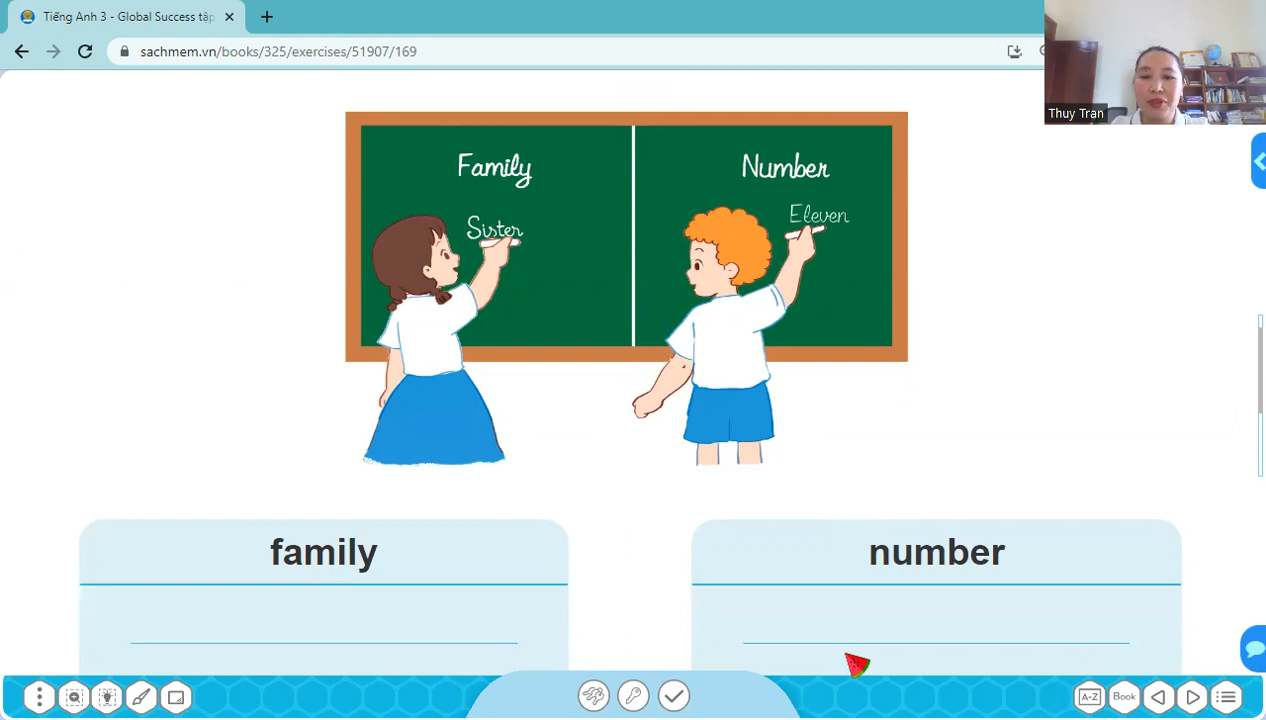 Tiếng Anh 3 - Global Success tập
sachmem.vn/books/325/exercises/51907/169
Thuy Tran
Family
Number
Sister
Eleven
family
number
A-Z
Book